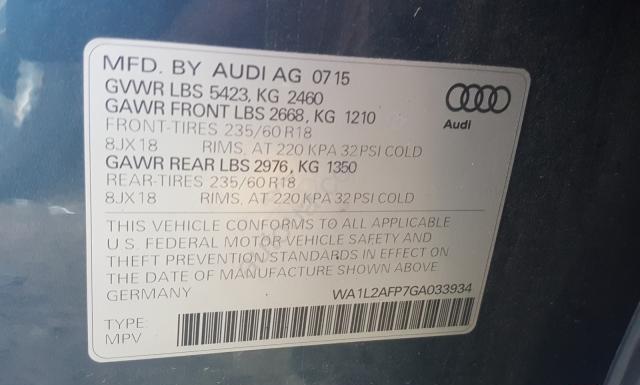 MFD. BY AUDI AG 07 15
GVWR LBS 5423, KG 2460
GAWR FRONT LBS 2668, KG 1210
FRONT-TIRES 235/60 R18
8JX18 RIMS, AT 220 KPA 32 PSI COLD
GAWR REAR LBS 2976, KG 1350
REAR-TIRES 235/60 R18
8JX18 RIMS, AT 220 KPA 32 PSI COLD
Audi
THIS VEHICLE CONFORMS TO ALL APPLICABLE
U.S. FEDERAL MOTOR VEHICLE SAFETY AND
THEFT PREVENTION STANDARDS IN EFFECT ON
THE DATE OF MANUFACTURE SHOWN ABOVE
GERMANY WA1L2AFP7GA033934
TYPE:
MPV